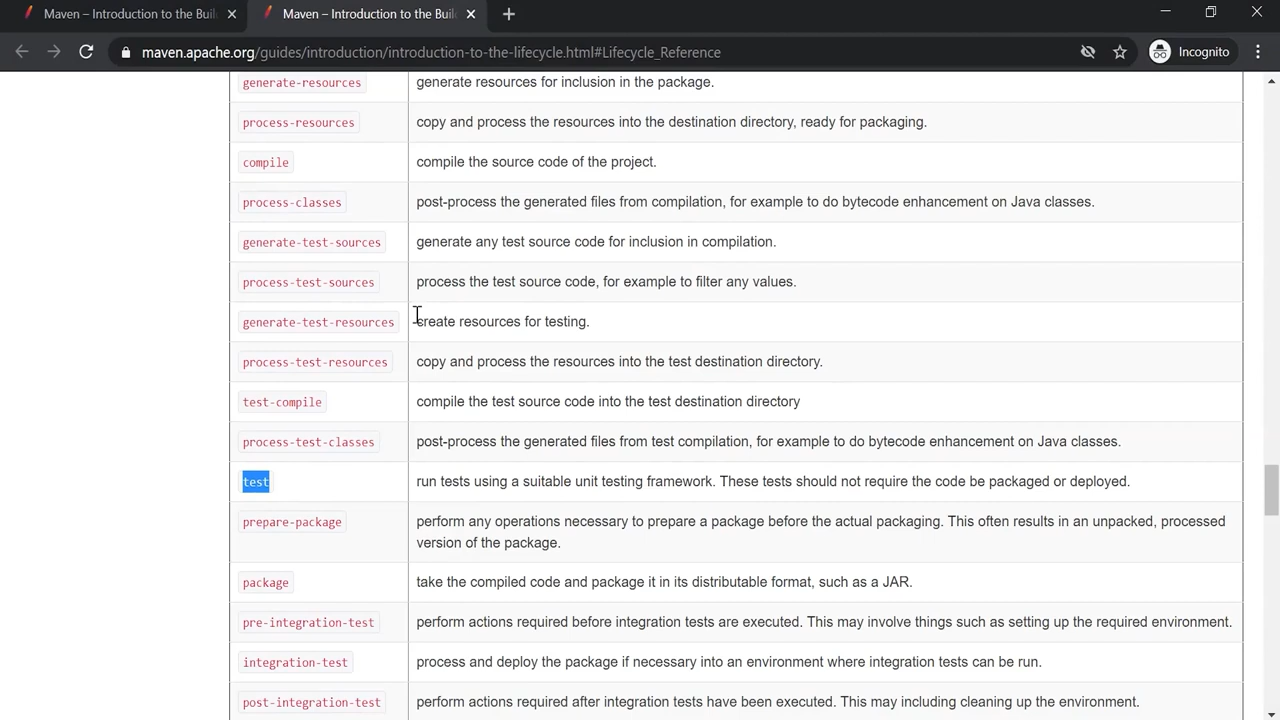 Maven – Introduction to the Buil
Maven – Introduction to the Buil
maven.apache.org/guides/introduction/introduction-to-the-lifecycle.html#Lifecycle_Reference
Incognito
generate-resources generate resources for inclusion in the package.
process-resources copy and process the resources into the destination directory, ready for packaging.
compile compile the source code of the project.
process-classes post-process the generated files from compilation, for example to do bytecode enhancement on Java classes.
generate-test-sources generate any test source code for inclusion in compilation.
process-test-sources process the test source code, for example to filter any values.
generate-test-resources create resources for testing.
process-test-resources copy and process the resources into the test destination directory.
test-compile compile the test source code into the test destination directory
process-test-classes post-process the generated files from test compilation, for example to do bytecode enhancement on Java classes.
test run tests using a suitable unit testing framework. These tests should not require the code be packaged or deployed.
prepare-package perform any operations necessary to prepare a package before the actual packaging. This often results in an unpacked, processed
version of the package.
package take the compiled code and package it in its distributable format, such as a JAR.
pre-integration-test perform actions required before integration tests are executed. This may involve things such as setting up the required environment.
integration-test process and deploy the package if necessary into an environment where integration tests can be run.
post-integration-test perform actions required after integration tests have been executed. This may including cleaning up the environment.